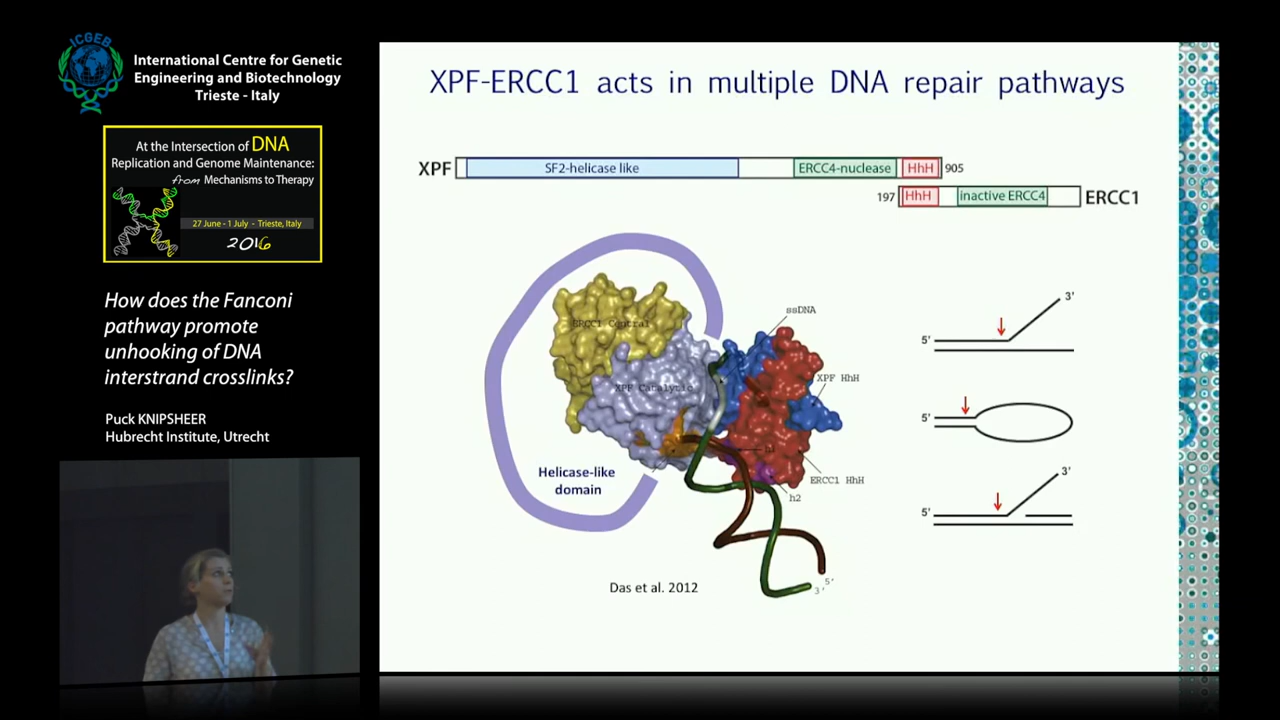 ICGEB
International Centre for Genetic
Engineering and Biotechnology
Trieste - Italy
At the Intersection of DNA
Replication and Genome Maintenance:
from Mechanisms to Therapy
27 June - 1 July - Trieste, Italy
2016
How does the Fanconi
pathway promote
unhooking of DNA
interstrand crosslinks?
Puck KNIPSHEER
Hubrecht Institute, Utrecht
XPF-ERCC1 acts in multiple DNA repair pathways
XPF SF2-helicase like ERCC4-nuclease HhH 905
197 HhH inactive ERCC4 ERCC1
ssDNA
ERCC1 Central
XPF Catalytic
XPF HhH
h1
ERCC1 HhH
h2
Helicase-like
domain
5'
3'
Das et al. 2012
3'
5'
5'
3'
5'